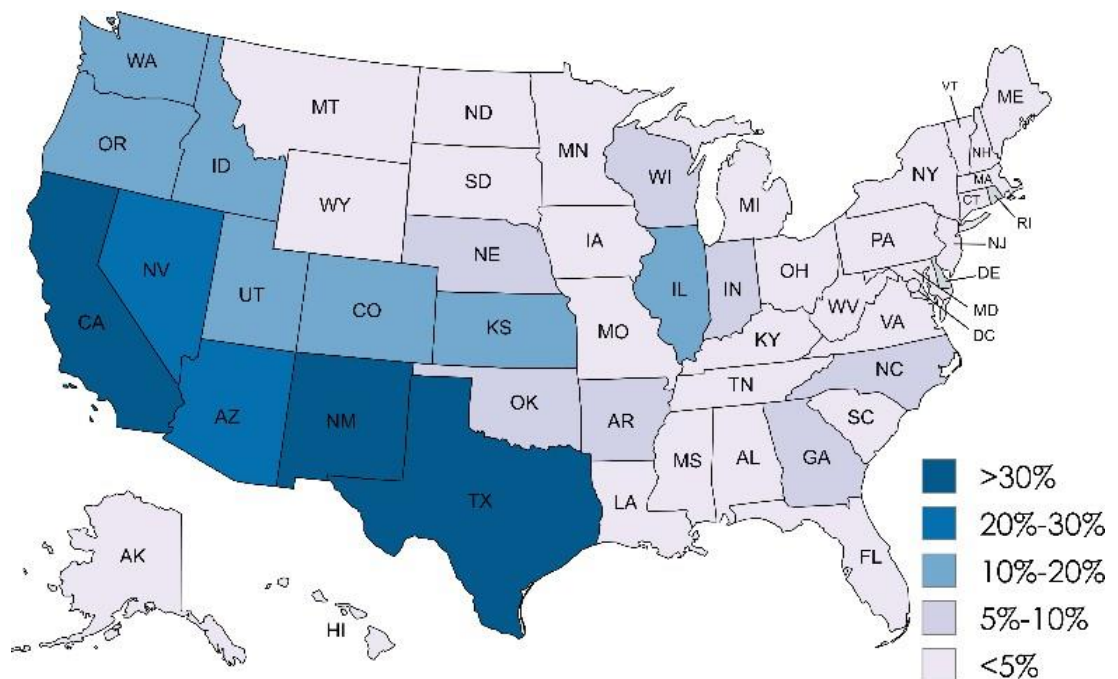 WA
MT
ND
MN
VT
ME
OR
ID
SD
WI
NH
NY
MA
WY
MI
CT
RI
IA
PA
NJ
NE
OH
NV
UT
IL
IN
DE
CO
WV
MD
CA
KS
MO
VA
DC
KY
NC
TN
OK
AZ
NM
AR
SC
MS
AL
GA
TX
LA
>30%
20%-30%
AK
FL
10%-20%
HI
5%-10%
<5%